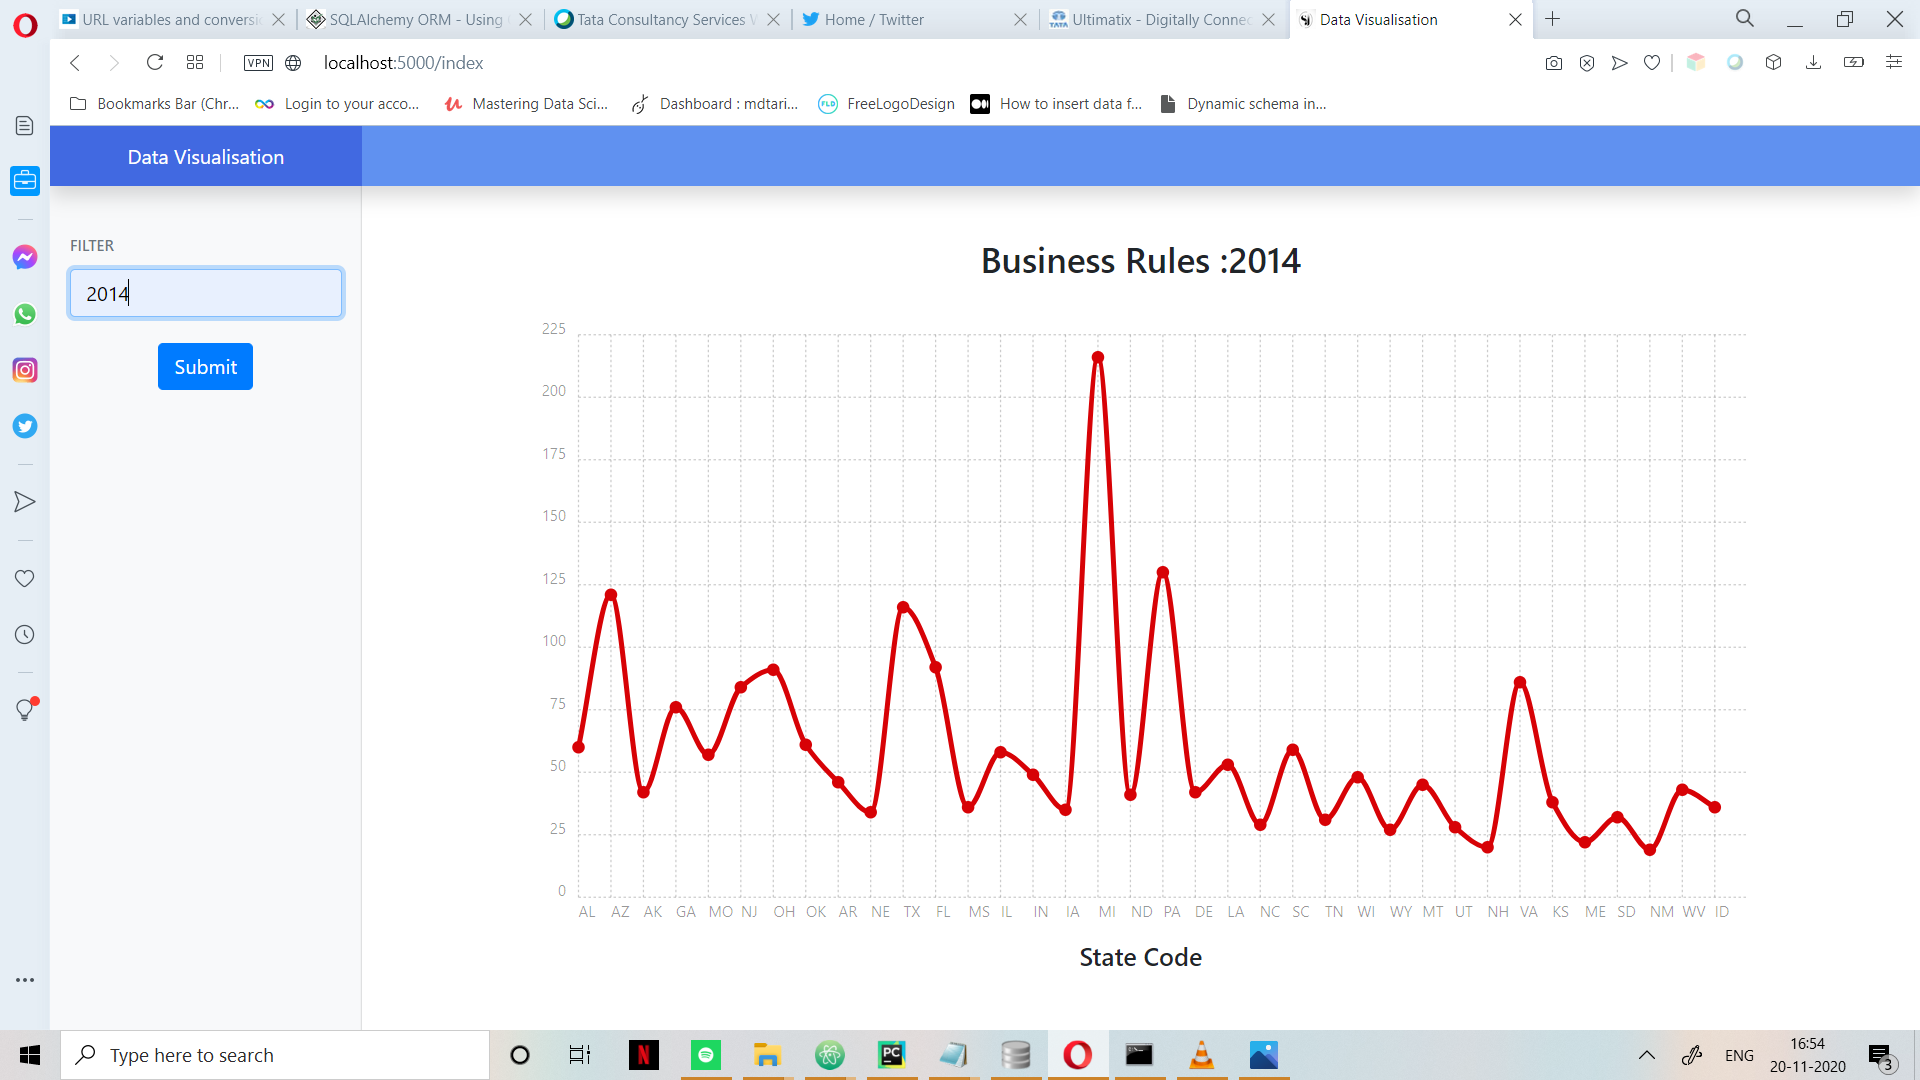 URL variables and conversi
SQLAlchemy ORM - Using
Tata Consultancy Services
Home / Twitter
Ultimatix - Digitally Connec
Data Visualisation
VPN
localhost:5000/index
Bookmarks Bar (Chr...
Login to your acco...
Mastering Data Sci...
Dashboard : mdtari...
FLD
FreeLogoDesign
How to insert data f...
Dynamic schema in...
Data Visualisation
FILTER
2014
Submit
Business Rules :2014
225
200
175
150
125
100
75
50
25
0
AL AZ AK GA MO NJ OH OK AR NE TX FL MS IL IN IA MI ND PA DE LA NC SC TN WI WY MT UT NH VA KS ME SD NM WV ID
State Code
Type here to search
N
PC
ENG
16:54
20-11-2020
3